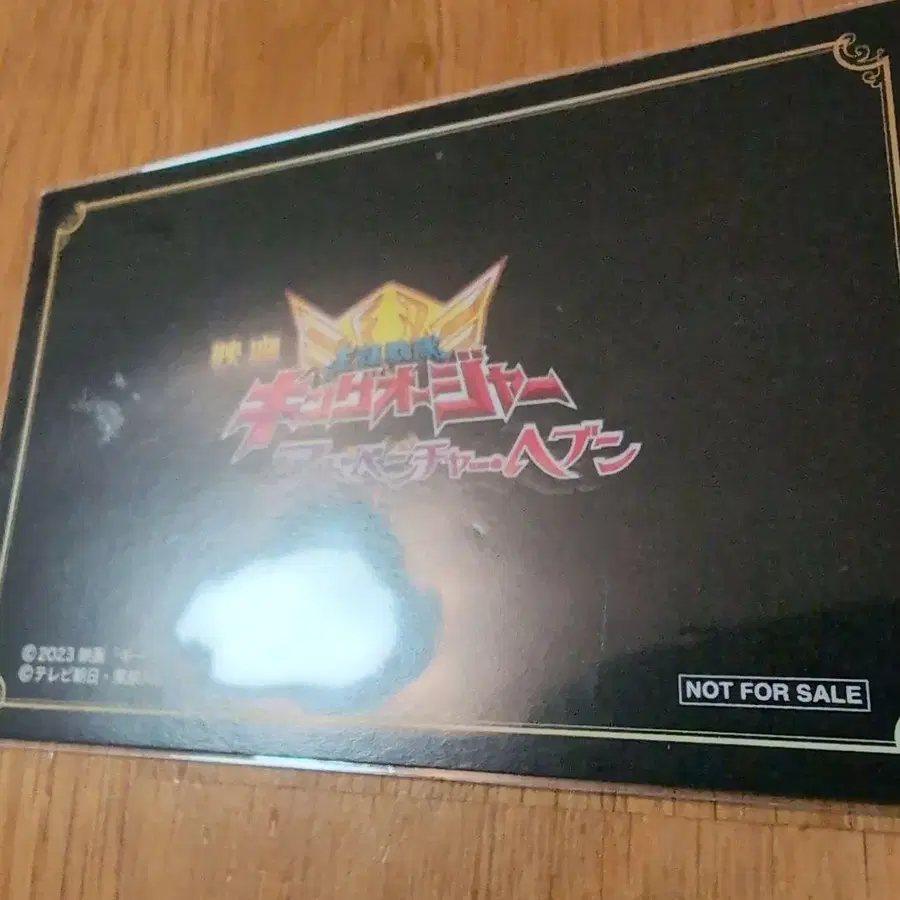 映画
王様戦隊
キングオージャー
アドベンチャー・ヘブン
©2023 映画「キ
©テレビ朝日・東映
NOT FOR SALE